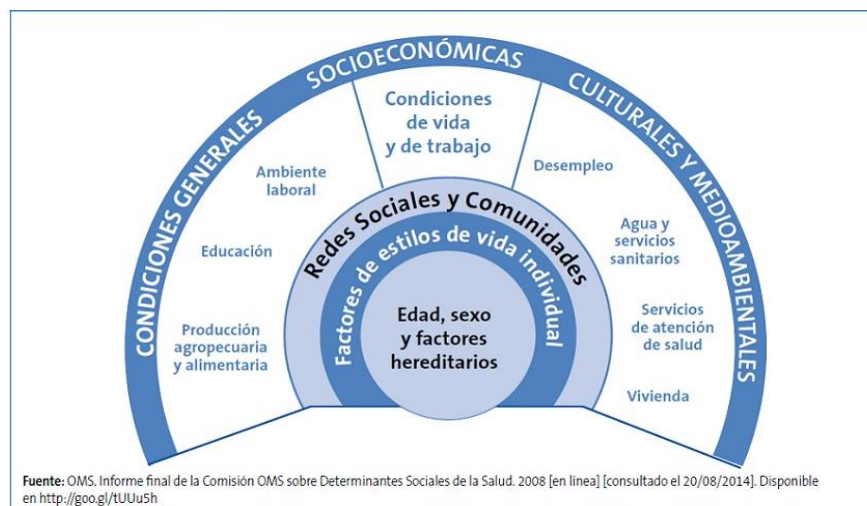 CONDICIONES GENERALES SOCIOECONÓMICAS CULTURALES Y MEDIOAMBIENTALES
Condiciones
de vida
y de trabajo
Ambiente
laboral
Educación
Producción
agropecuaria
y alimentaria
Desempleo
Agua y
servicios
sanitarios
Servicios
de atención
de salud
Vivienda
Redes Sociales y Comunidades
Factores de estilos de vida individual
Edad, sexo
y factores
hereditarios
Fuente: OMS. Informe final de la Comisión OMS sobre Determinantes Sociales de la Salud. 2008 [en línea] [consultado el 20/08/2014]. Disponible
en http://goo.gl/tUUu5h